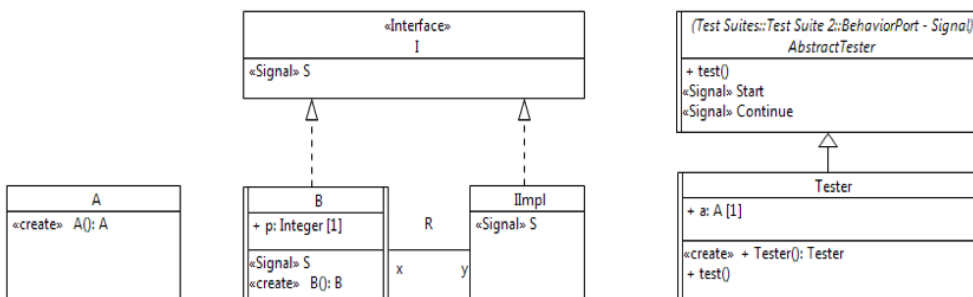 «Interface»
I
«Signal» S
(Test Suites::Test Suite 2::BehaviorPort - Signal)
AbstractTester
+ test()
«Signal» Start
«Signal» Continue
A
«create» A(): A
B
+ p: Integer [1]
«Signal» S
«create» B(): B
R
x
y
IImpl
«Signal» S
Tester
+ a: A [1]
«create» + Tester(): Tester
+ test()